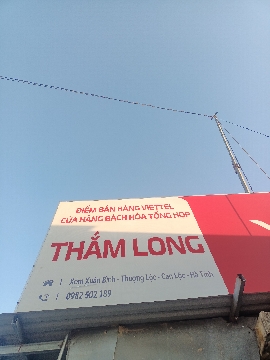 ĐIỂM BÁN HÀNG VIETTEL
CỬA HÀNG BÁCH HÓA TỔNG HỢP
THẮM LONG
Xóm Xuân Bình - Thượng Lộc - Can Lộc - Hà Tĩnh
0982 502 189